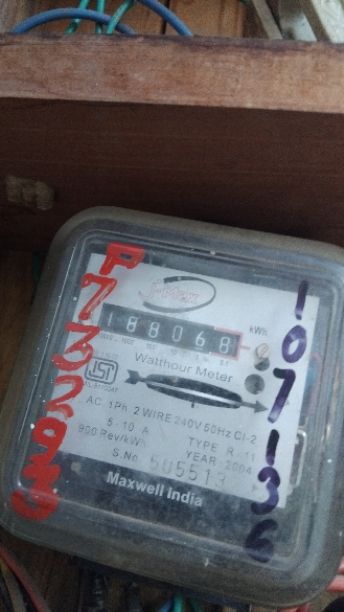 J-Max
188068
kWh
Watthour Meter
AC 1Ph 2 WIRE 240V 50Hz Cl-2
5-10 A
TYPE R-11
900 Rev/kWh
YEAR: 2004
S.No. 505513
Maxwell India
107136